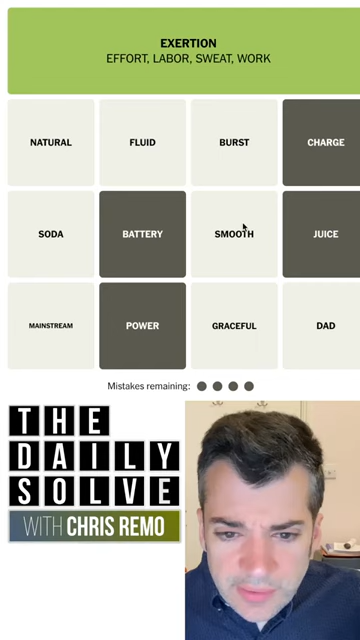 EXERTION
EFFORT, LABOR, SWEAT, WORK
NATURAL FLUID BURST CHARGE
SODA BATTERY SMOOTH JUICE
MAINSTREAM POWER GRACEFUL DAD
Mistakes remaining:
THE
DAILY
SOLVE
WITH CHRIS REMO